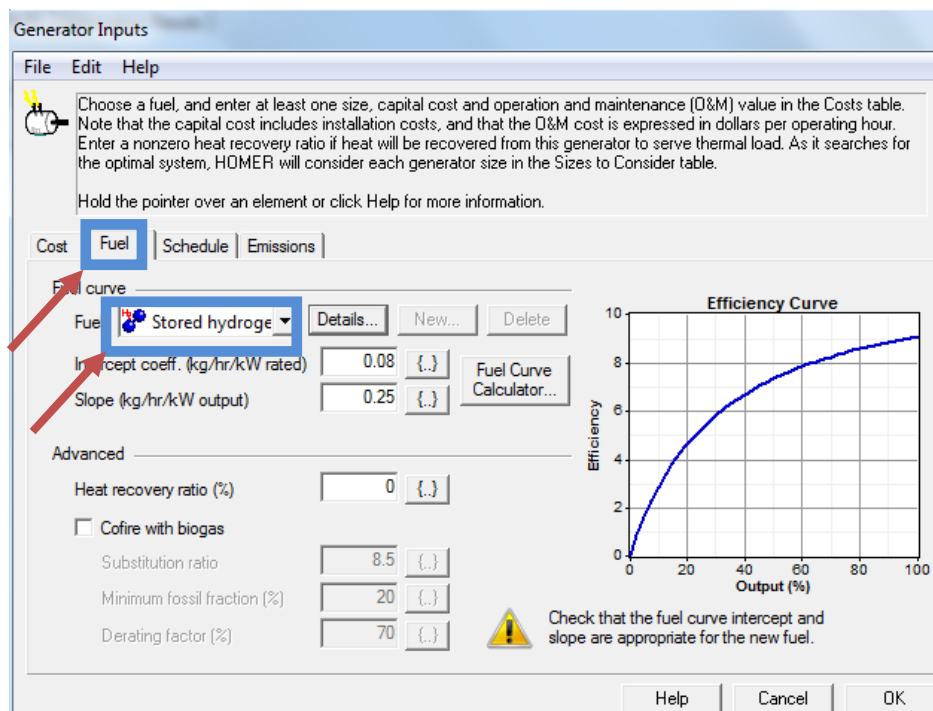 Generator Inputs
File Edit Help
Choose a fuel, and enter at least one size, capital cost and operation and maintenance (O&M) value in the Costs table.
Note that the capital cost includes installation costs, and that the O&M cost is expressed in dollars per operating hour.
Enter a nonzero heat recovery ratio if heat will be recovered from this generator to serve thermal load. As it searches for
the optimal system, HOMER will consider each generator size in the Sizes to Consider table.
Hold the pointer over an element or click Help for more information.
Cost Fuel Schedule Emissions
Fuel curve
Fuel H₂ Stored hydroge Details... New... Delete
Intercept coeff. (kg/hr/kW rated) 0.08 {..}
Slope (kg/hr/kW output) 0.25 {..}
Fuel Curve
Calculator...
Advanced
Heat recovery ratio (%) 0 {..}
Cofire with biogas
Substitution ratio 8.5 {..}
Minimum fossil fraction (%) 20 {..}
Derating factor (%) 70 {..}
Efficiency Curve
Efficiency
10
8
6
4
2
0
0 20 40 60 80 100
Output (%)
Check that the fuel curve intercept and
slope are appropriate for the new fuel.
Help Cancel OK